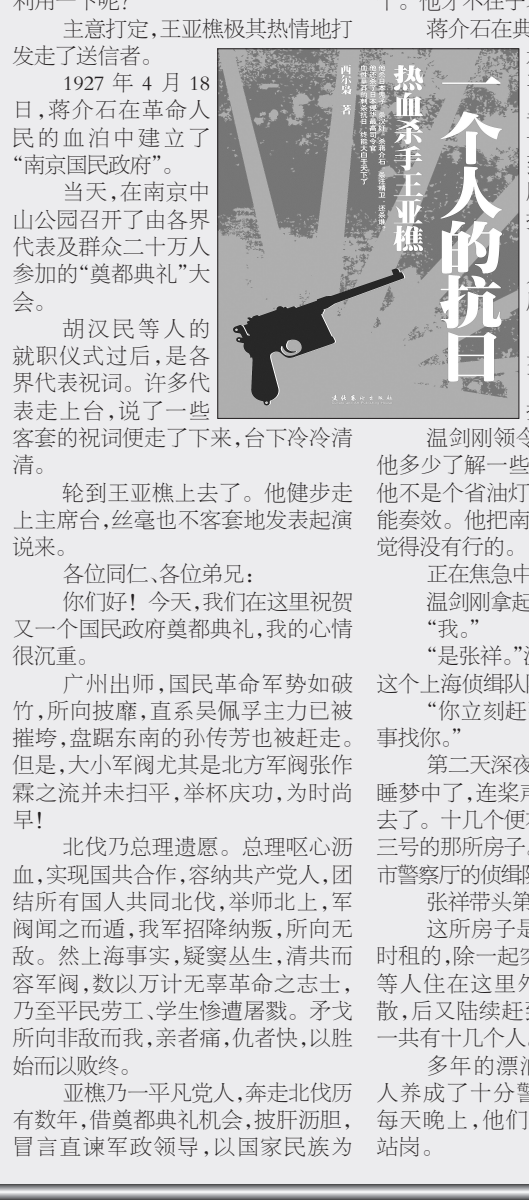 利用一下呢?
主意打定,王亚樵极其热情地打
发走了送信者。
1927 年 4 月 18
日,蒋介石在革命人
民的血泊中建立了
“南京国民政府”。
当天,在南京中
山公园召开了由各界
代表及群众二十万人
参加的“奠都典礼”大
会。
胡汉民等人的
就职仪式过后,是各
界代表祝词。许多代
表走上台,说了一些
客套的祝词便走了下来,台下冷冷清
清。
轮到王亚樵上去了。他健步走
上主席台,丝毫也不客套地发表起演
说来。
各位同仁、各位弟兄:
你们好!今天,我们在这里祝贺
又一个国民政府奠都典礼,我的心情
很沉重。
广州出师,国民革命军势如破
竹,所向披靡,直系吴佩孚主力已被
摧垮,盘踞东南的孙传芳也被赶走。
但是,大小军阀尤其是北方军阀张作
霖之流并未扫平,举杯庆功,为时尚
早!
北伐乃总理遗愿。总理呕心沥
血,实现国共合作,容纳共产党人,团
结所有国人共同北伐,举师北上,军
阀闻之而遁,我军招降纳叛,所向无
敌。然上海事实,疑窦丛生,清共而
容军阀,数以万计无辜革命之志士,
乃至平民劳工、学生惨遭屠戮。矛戈
所向非敌而我,亲者痛,仇者快,以胜
始而以败终。
亚樵乃一平凡党人,奔走北伐历
有数年,借奠都典礼机会,披肝沥胆,
冒言直谏军政领导,以国家民族为
一个人的抗日
热血杀手王亚樵
西尔枭 著
文化艺术出版社
蒋介石在典
温剑刚领令
他多少了解一些
他不是个省油灯
能奏效。他把南
觉得没有行的。
正在焦急中
温剑刚拿起
“我。”
“是张祥。”
这个上海侦缉队
“你立刻赶
事找你。”
第二天深夜
睡梦中了,连桨声
去了。十几个便
三号的那所房子。
市警察厅的侦缉队
张祥带头第
这所房子是
时租的,除一起
等人住在这里外
散,后又陆续赶到
一共有十几个人。
多年的漂泊
人养成了十分警
每天晚上,他们
站岗。